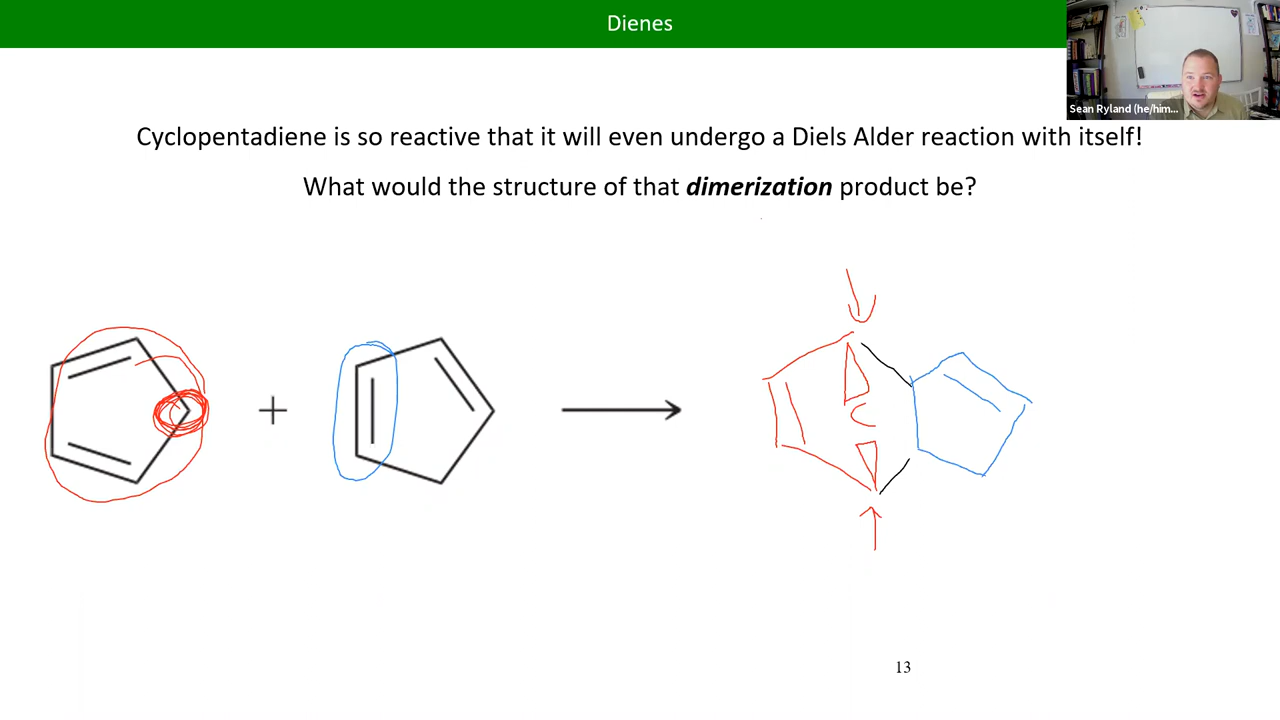 Dienes
Sean Ryland (he/him...
Cyclopentadiene is so reactive that it will even undergo a Diels Alder reaction with itself!
What would the structure of that dimerization product be?
+
C
13